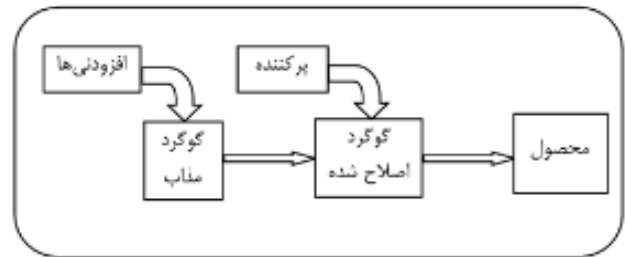 افزودنی‌ها
پرکننده
گوگرد
مذاب
گوگرد
اصلاح شده
محصول